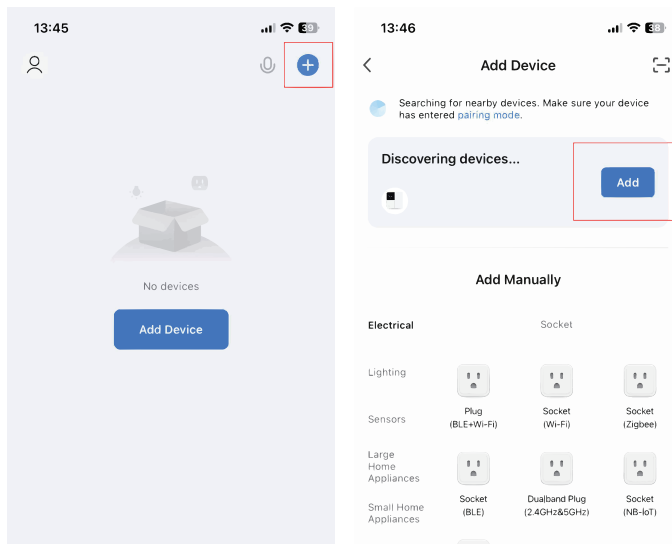 13:45
39
No devices
Add Device
13:46
38
Add Device
Searching for nearby devices. Make sure your device
has entered pairing mode.
Discovering devices...
Add
Add Manually
Electrical
Socket
Lighting
Sensors
Large
Home
Appliances
Small Home
Appliances
Plug
(BLE+Wi-Fi)
Socket
(Wi-Fi)
Socket
(Zigbee)
Socket
(BLE)
Dualband Plug
(2.4GHz&5GHz)
Socket
(NB-IoT)